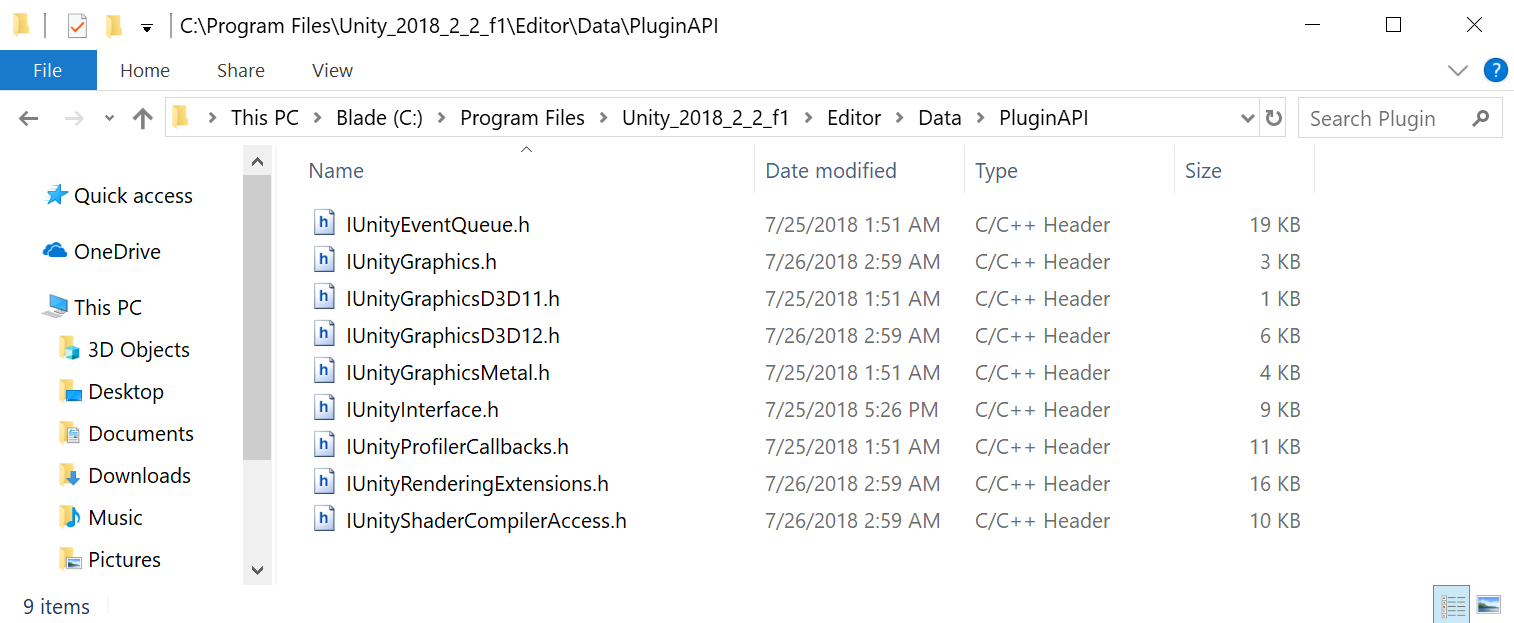 C:\Program Files\Unity_2018_2_2_f1\Editor\Data\PluginAPI
File Home Share View ?
This PC Blade (C:) Program Files Unity_2018_2_2_f1 Editor Data PluginAPI Search Plugin
Quick access
OneDrive
This PC
3D Objects
Desktop
Documents
Downloads
Music
Pictures
Name Date modified Type Size
h IUnityEventQueue.h 7/25/2018 1:51 AM C/C++ Header 19 KB
h IUnityGraphics.h 7/26/2018 2:59 AM C/C++ Header 3 KB
h IUnityGraphicsD3D11.h 7/25/2018 1:51 AM C/C++ Header 1 KB
h IUnityGraphicsD3D12.h 7/26/2018 2:59 AM C/C++ Header 6 KB
h IUnityGraphicsMetal.h 7/25/2018 1:51 AM C/C++ Header 4 KB
h IUnityInterface.h 7/25/2018 5:26 PM C/C++ Header 9 KB
h IUnityProfilerCallbacks.h 7/25/2018 1:51 AM C/C++ Header 11 KB
h IUnityRenderingExtensions.h 7/26/2018 2:59 AM C/C++ Header 16 KB
h IUnityShaderCompilerAccess.h 7/26/2018 2:59 AM C/C++ Header 10 KB
9 items